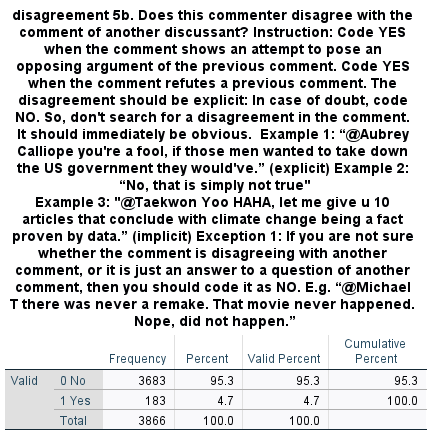 disagreement 5b. Does this commenter disagree with the
comment of another discussant? Instruction: Code YES
when the comment shows an attempt to pose an
opposing argument of the previous comment. Code YES
when the comment refutes a previous comment. The
disagreement should be explicit: In case of doubt, code
NO. So, don't search for a disagreement in the comment.
It should immediately be obvious.  Example 1: “@Aubrey
Calliope you're a fool, if those men wanted to take down
the US government they would've.” (explicit) Example 2:
“No, that is simply not true"
Example 3: "@Taekwon Yoo HAHA, let me give u 10
articles that conclude with climate change being a fact
proven by data.” (implicit) Exception 1: If you are not sure
whether the comment is disagreeing with another
comment, or it is just an answer to a question of another
comment, then you should code it as NO. E.g. “@Michael
T there was never a remake. That movie never happened.
Nope, did not happen.”
Frequency Percent Valid Percent Cumulative Percent
Valid 0 No 3683 95.3 95.3 95.3
1 Yes 183 4.7 4.7 100.0
Total 3866 100.0 100.0